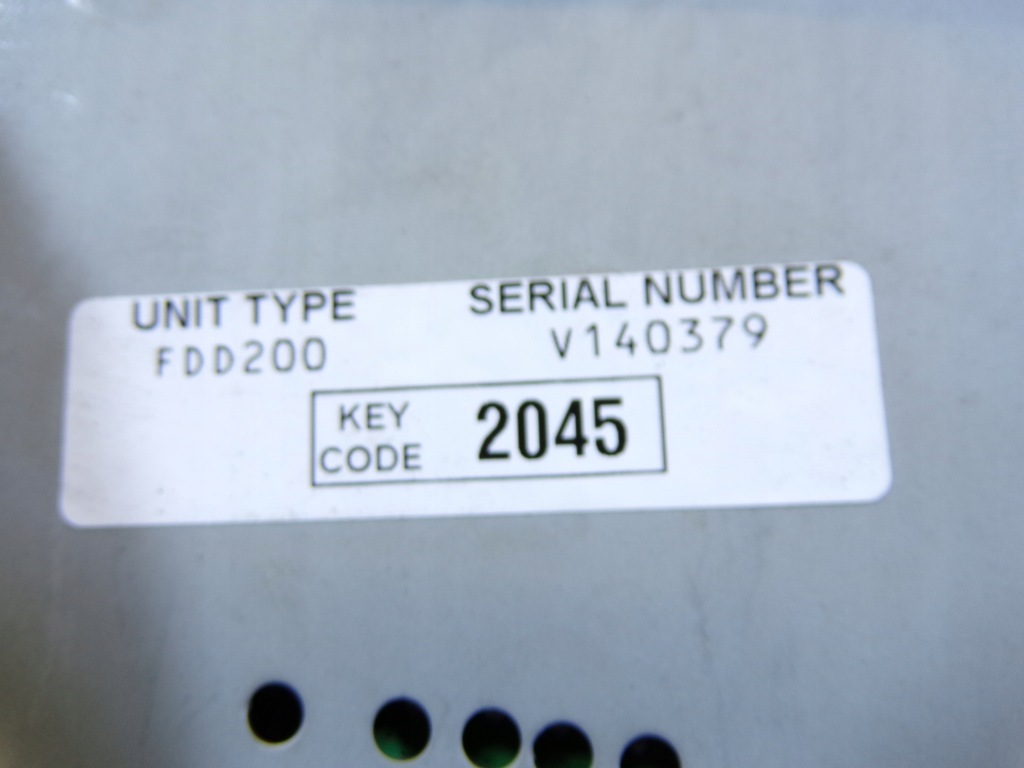 UNIT TYPE SERIAL NUMBER
FDD200 V140379
KEY CODE 2045